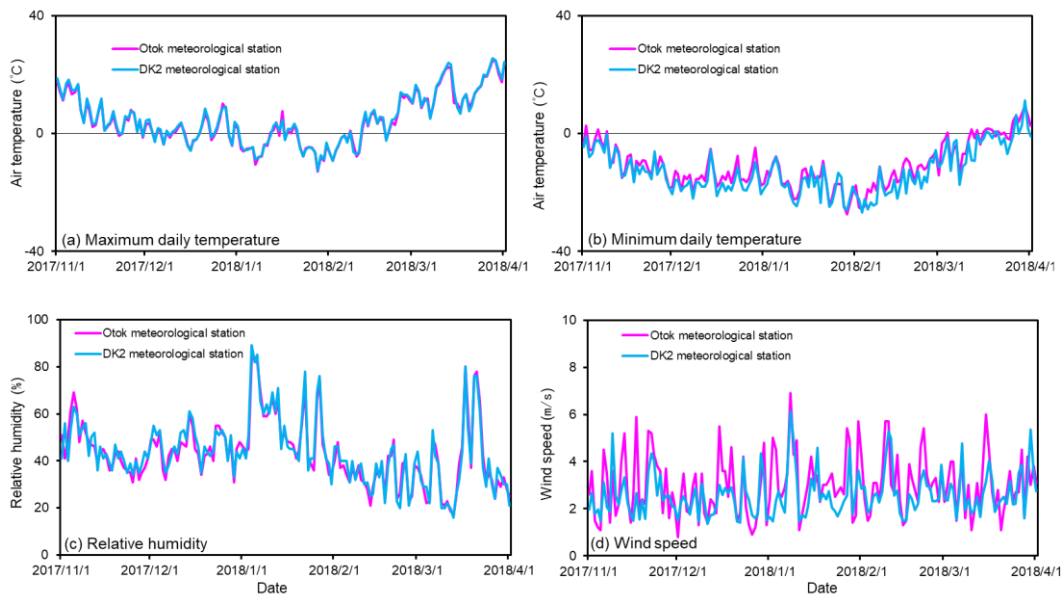 40
0
-40
Air temperature (℃)
Otok meteorological station
DK2 meteorological station
(a) Maximum daily temperature
2017/11/1 2017/12/1 2018/1/1 2018/2/1 2018/3/1 2018/4/1
40
0
-40
Air temperature (℃)
Otok meteorological station
DK2 meteorological station
(b) Minimum daily temperature
2017/11/1 2017/12/1 2018/1/1 2018/2/1 2018/3/1 2018/4/1
100
80
60
40
20
0
Relative humidity (%)
Otok meteorological station
DK2 meteorological station
(c) Relative humidity
2017/11/1 2017/12/1 2018/1/1 2018/2/1 2018/3/1 2018/4/1
Date
10
8
6
4
2
0
Wind speed (m/s)
Otok meteorological station
DK2 meteorological station
(d) Wind speed
2017/11/1 2017/12/1 2018/1/1 2018/2/1 2018/3/1 2018/4/1
Date